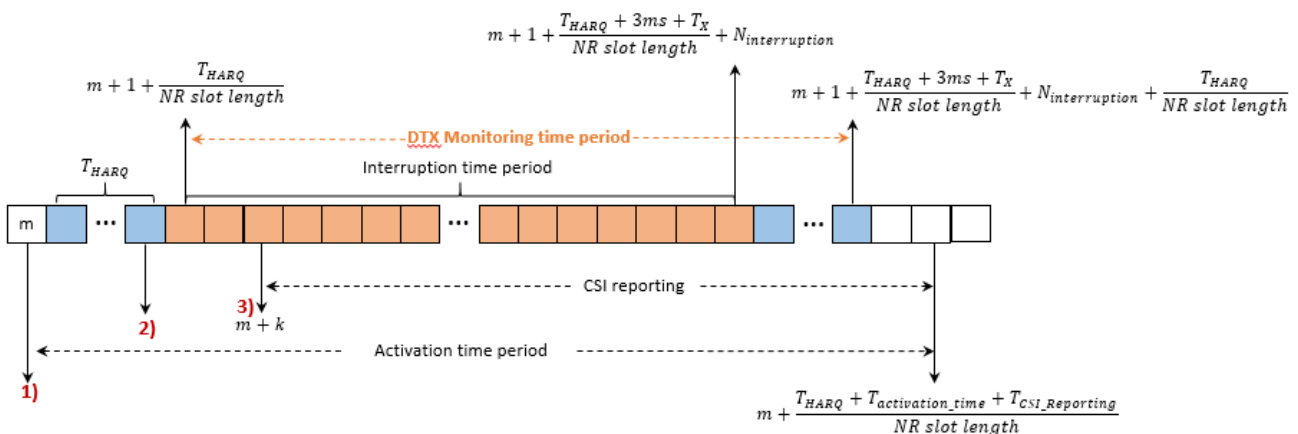 m + 1 + (T_HARQ + 3ms + T_X) / (NR slot length) + N_interruption
m + 1 + T_HARQ / (NR slot length)
m + 1 + (T_HARQ + 3ms + T_X) / (NR slot length) + N_interruption + T_HARQ / (NR slot length)
DTX Monitoring time period
T_HARQ
Interruption time period
m ... ... ...
CSI reporting
3)
2)
m + k
Activation time period
1)
m + (T_HARQ + T_activation_time + T_CSI_Reporting) / (NR slot length)